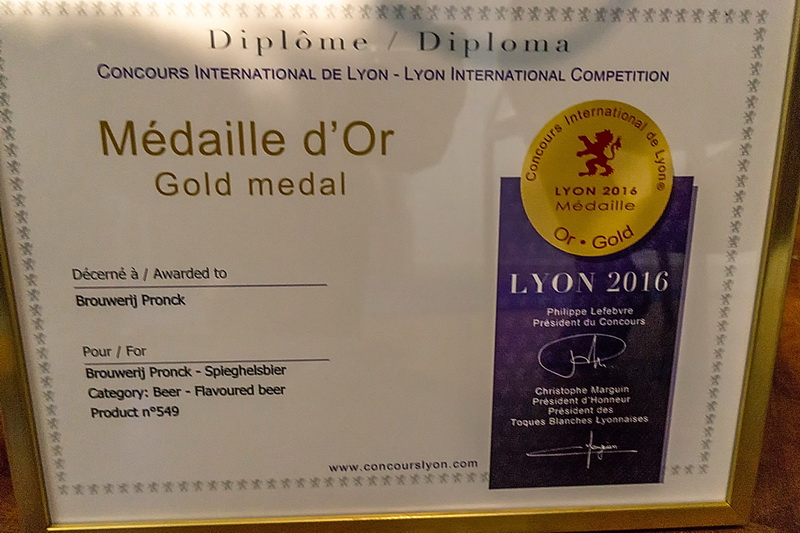 Diplôme / Diploma
CONCOURS INTERNATIONAL DE LYON - LYON INTERNATIONAL COMPETITION
Médaille d'Or
Gold medal
Décerné à / Awarded to
Brouwerij Pronck
Pour / For
Brouwerij Pronck - Spieghelsbier
Category: Beer - Flavoured beer
Product n°549
www.concourslyon.com
Concours International de Lyon®
LYON 2016
Médaille
Or • Gold
LYON 2016
Philippe Lefebvre
Président du Concours
Christophe Marguin
Président d'Honneur
Président des
Toques Blanches Lyonnaises